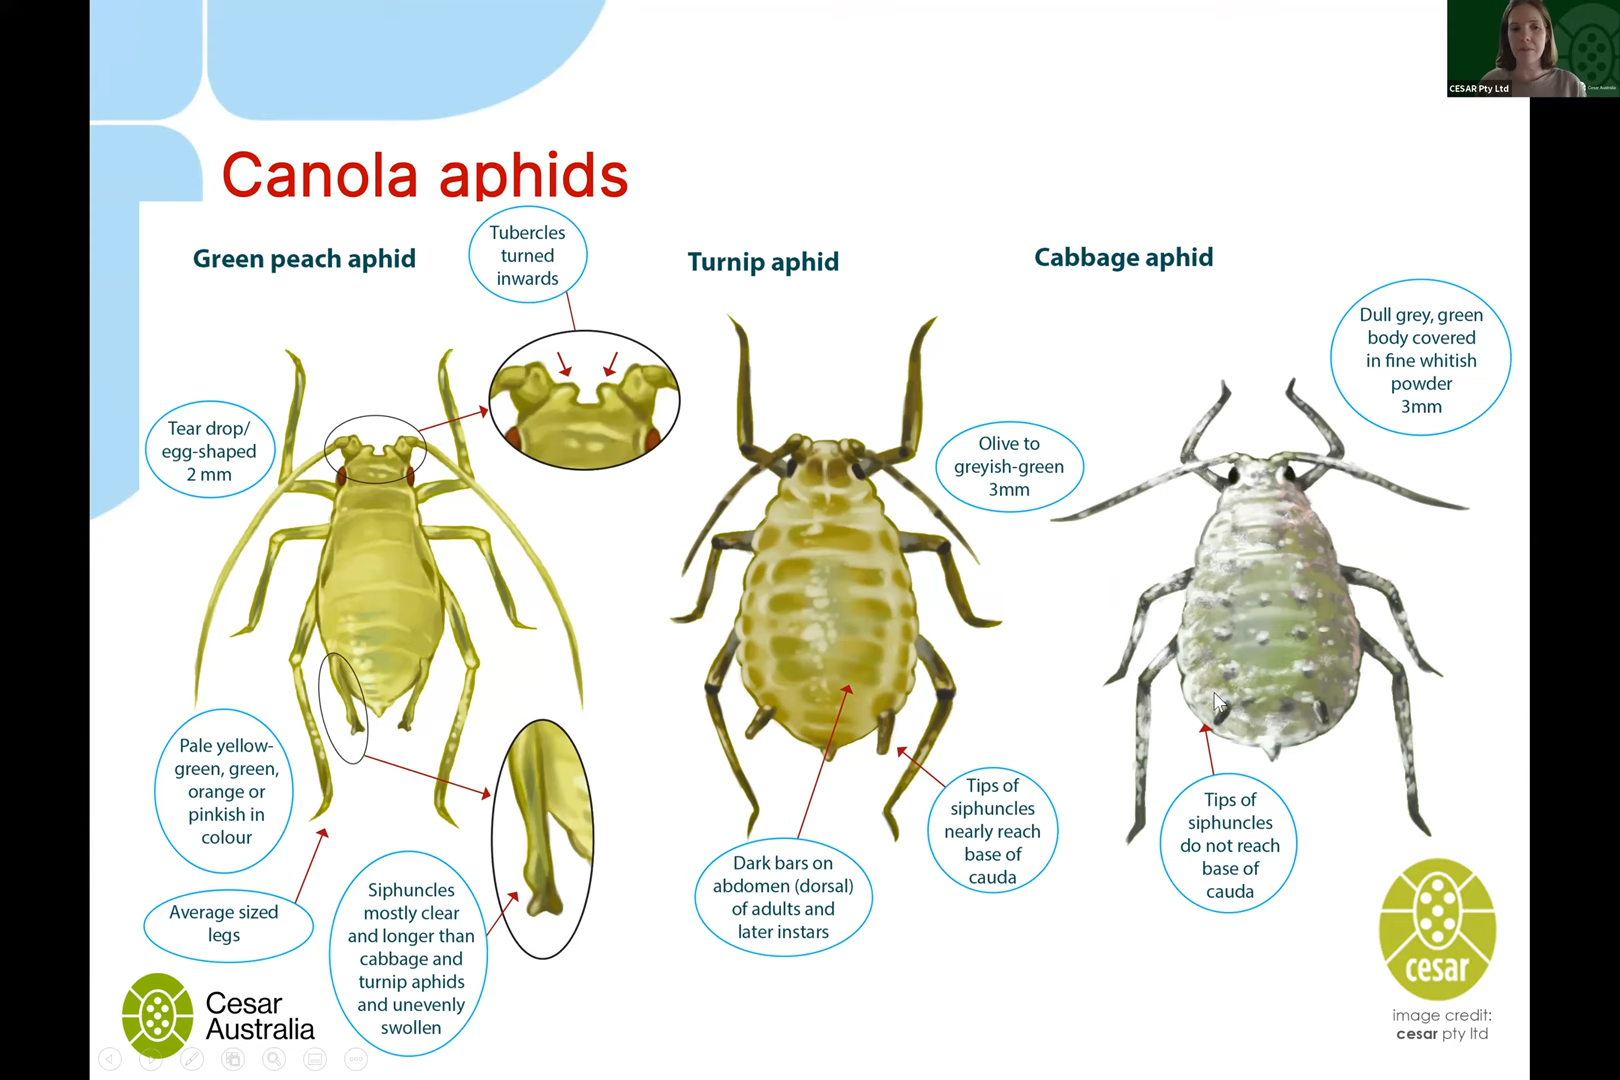 CESAR Pty Ltd
Cesar Australia
Canola aphids
Green peach aphid
Tubercles
turned
inwards
Tear drop/
egg-shaped
2 mm
Pale yellow-
green, green,
orange or
pinkish in
colour
Average sized
legs
Siphuncles
mostly clear
and longer than
cabbage and
turnip aphids
and unevenly
swollen
Turnip aphid
Olive to
greyish-green
3mm
Dark bars on
abdomen (dorsal)
of adults and
later instars
Tips of
siphuncles
nearly reach
base of
cauda
Cabbage aphid
Dull grey, green
body covered
in fine whitish
powder
3mm
Tips of
siphuncles
do not reach
base of
cauda
Cesar
Australia
cesar
image credit:
cesar pty ltd